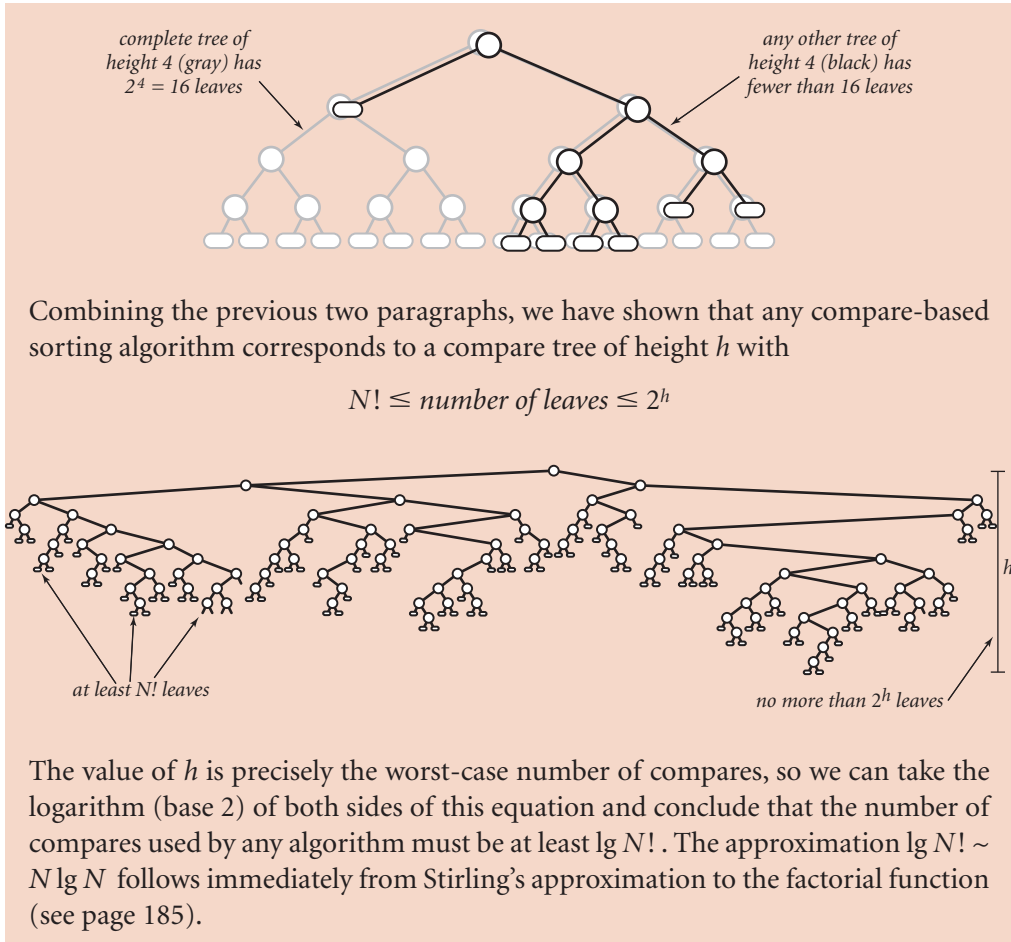 complete tree of
height 4 (gray) has
2⁴ = 16 leaves
any other tree of
height 4 (black) has
fewer than 16 leaves
Combining the previous two paragraphs, we have shown that any compare-based
sorting algorithm corresponds to a compare tree of height h with
N! ≤ number of leaves ≤ 2ʰ
h
at least N! leaves
no more than 2ʰ leaves
The value of h is precisely the worst-case number of compares, so we can take the
logarithm (base 2) of both sides of this equation and conclude that the number of
compares used by any algorithm must be at least lg N! . The approximation lg N! ~
N lg N follows immediately from Stirling’s approximation to the factorial function
(see page 185).